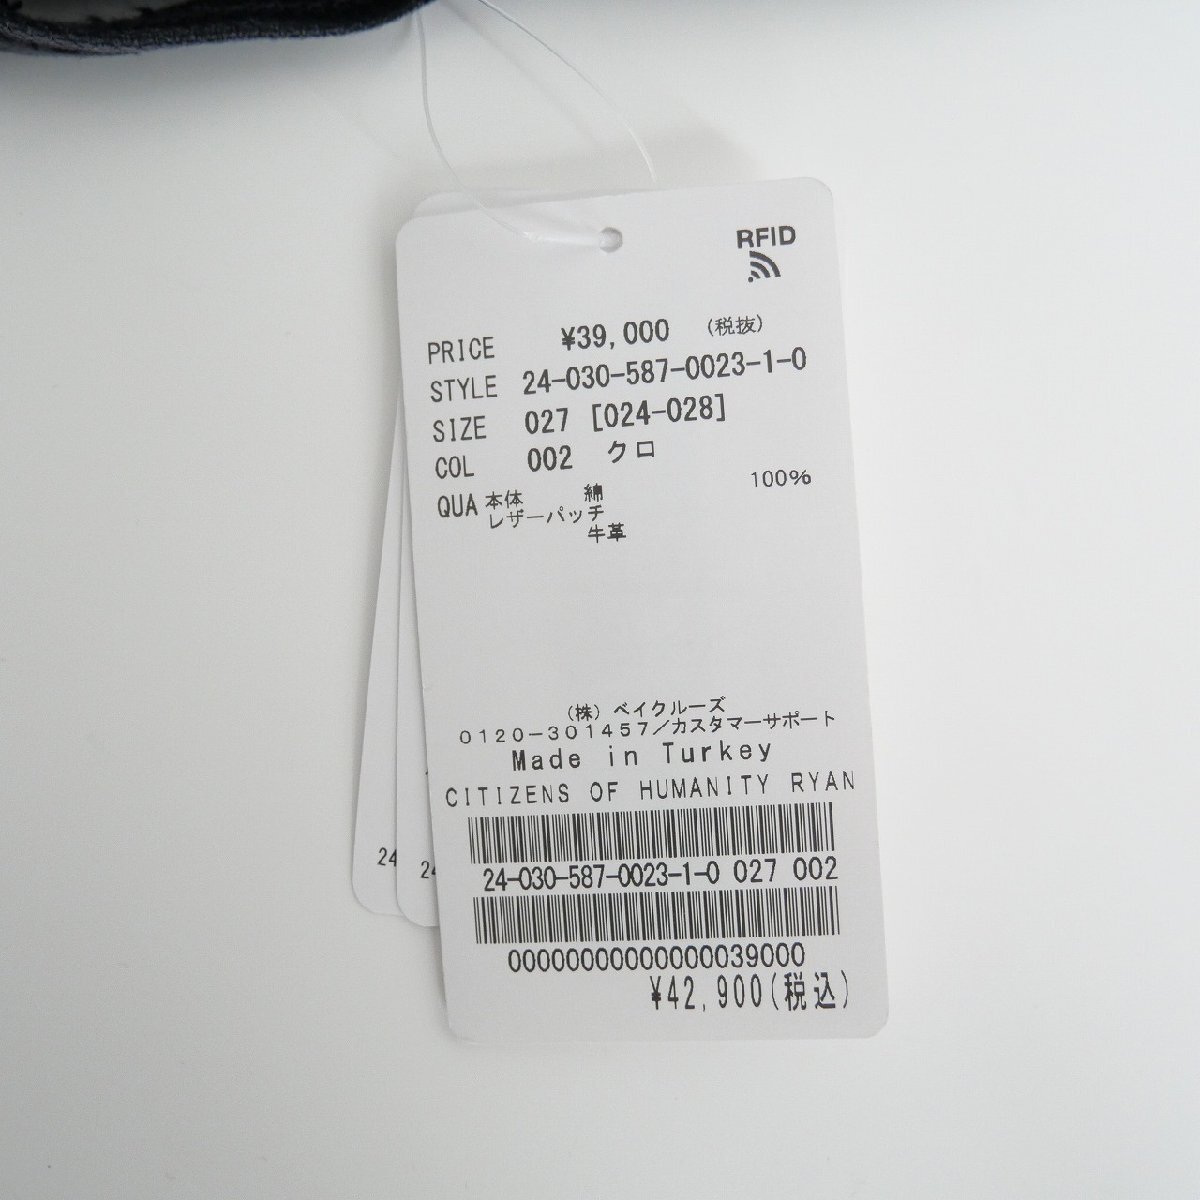 RFID
PRICE ¥39,000 (税抜)
STYLE 24-030-587-0023-1-0
SIZE 027 [024-028]
COL 002 クロ
QUA 本体 綿 100%
レザーパッチ
牛革
(株) ベイクルーズ
0120-301457/カスタマーサポート
Made in Turkey
CITIZENS OF HUMANITY RYAN
24-030-587-0023-1-0 027 002
00000000000000039000
¥42,900(税込)
24
24